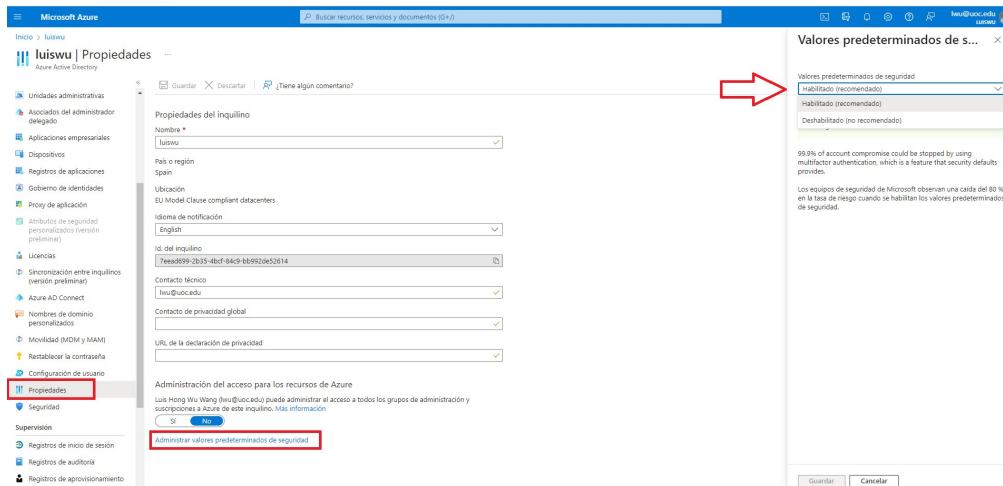 Microsoft Azure
Buscar recursos, servicios y documentos (G+/)
lwu@uoc.edu
LUISWU
Inicio > luiswu
luiswu | Propiedades ...
Azure Active Directory
Unidades administrativas
Asociados del administrador
delegado
Aplicaciones empresariales
Dispositivos
Registros de aplicaciones
Gobierno de identidades
Proxy de aplicación
Atributos de seguridad
personalizados (versión
preliminar)
Licencias
Sincronización entre inquilinos
(versión preliminar)
Azure AD Connect
Nombres de dominio
personalizados
Movilidad (MDM y MAM)
Restablecer la contraseña
Configuración de usuario
Propiedades
Seguridad
Supervisión
Registros de inicio de sesión
Registros de auditoría
Registros de aprovisionamiento
Guardar
Descartar
¿Tiene algún comentario?
Propiedades del inquilino
Nombre *
luiswu
País o región
Spain
Ubicación
EU Model Clause compliant datacenters
Idioma de notificación
English
Id. del inquilino
7eead699-2b35-4bcf-84c9-bb992de52614
Contacto técnico
lwu@uoc.edu
Contacto de privacidad global
URL de la declaración de privacidad
Administración del acceso para los recursos de Azure
Luis Hong Wu Wang (lwu@uoc.edu) puede administrar el acceso a todos los grupos de administración y
suscripciones a Azure de este inquilino. Más información
Sí No
Administrar valores predeterminados de seguridad
Valores predeterminados de s...
Valores predeterminados de seguridad
Habilitado (recomendado)
Habilitado (recomendado)
Deshabilitado (no recomendado)
99.9% of account compromise could be stopped by using
multifactor authentication, which is a feature that security defaults
provides.
Los equipos de seguridad de Microsoft observan una caída del 80 %
en la tasa de riesgo cuando se habilitan los valores predeterminados
de seguridad.
Guardar
Cancelar